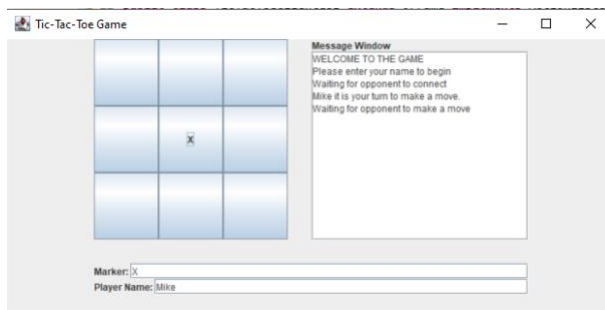 Tic-Tac-Toe Game
X
Message Window
WELCOME TO THE GAME
Please enter your name to begin
Waiting for opponent to connect
Mike it is your turn to make a move.
Waiting for opponent to make a move
Marker: X
Player Name: Mike